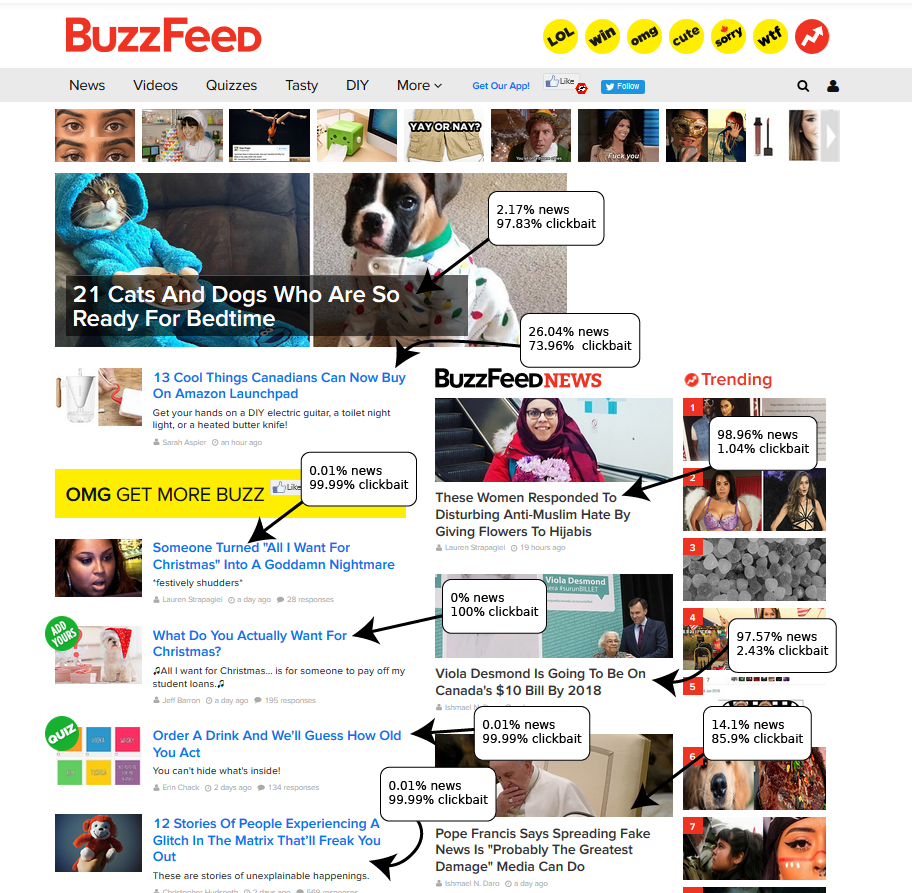 BuzzFeed
LOL
win
omg
cute
sorry
wtf
News Videos Quizzes Tasty DIY More Get Our App! Like Follow
YAY OR NAY?
Fuck you
2.17% news
97.83% clickbait
21 Cats And Dogs Who Are So
Ready For Bedtime
26.04% news
73.96% clickbait
13 Cool Things Canadians Can Now Buy
On Amazon Launchpad
Get your hands on a DIY electric guitar, a toilet night
light, or a heated butter knife!
Sarah Aspler an hour ago
OMG GET MORE BUZZ Like
0.01% news
99.99% clickbait
Someone Turned "All I Want For
Christmas" Into A Goddamn Nightmare
*festively shudders*
Lauren Strapagiel a day ago 28 responses
ADD
YOURS
What Do You Actually Want For
Christmas?
♫All I want for Christmas... is for someone to pay off my
student loans.♫
Jeff Barron a day ago 195 responses
QUIZ
Order A Drink And We'll Guess How Old
You Act
You can't hide what's inside!
Erin Chack 2 days ago 134 responses
0.01% news
99.99% clickbait
12 Stories Of People Experiencing A
Glitch In The Matrix That'll Freak You
Out
These are stories of unexplainable happenings.
Christopher Hudspeth 2 days ago 569 responses
BuzzFeed NEWS
98.96% news
1.04% clickbait
These Women Responded To
Disturbing Anti-Muslim Hate By
Giving Flowers To Hijabis
Lauren Strapagiel 19 hours ago
0% news
100% clickbait
Viola Desmond
97.57% news
2.43% clickbait
Viola Desmond Is Going To Be On
Canada's $10 Bill By 2018
Ishmael N.
0.01% news
99.99% clickbait
14.1% news
85.9% clickbait
Pope Francis Says Spreading Fake
News Is "Probably The Greatest
Damage" Media Can Do
Ishmael N. Daro a day ago
Trending
1
2
3
4
5
6
7